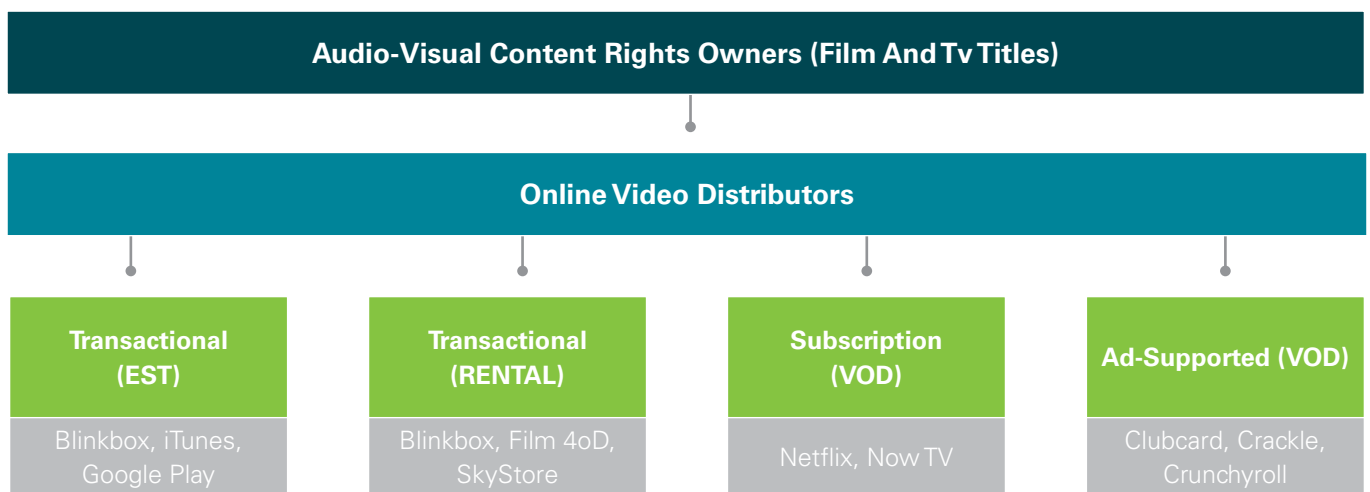 Audio-Visual Content Rights Owners (Film And Tv Titles)
Online Video Distributors
Transactional
(EST)
Blinkbox, iTunes,
Google Play
Transactional
(RENTAL)
Blinkbox, Film 4oD,
SkyStore
Subscription
(VOD)
Netflix, Now TV
Ad-Supported (VOD)
Clubcard, Crackle,
Crunchyroll